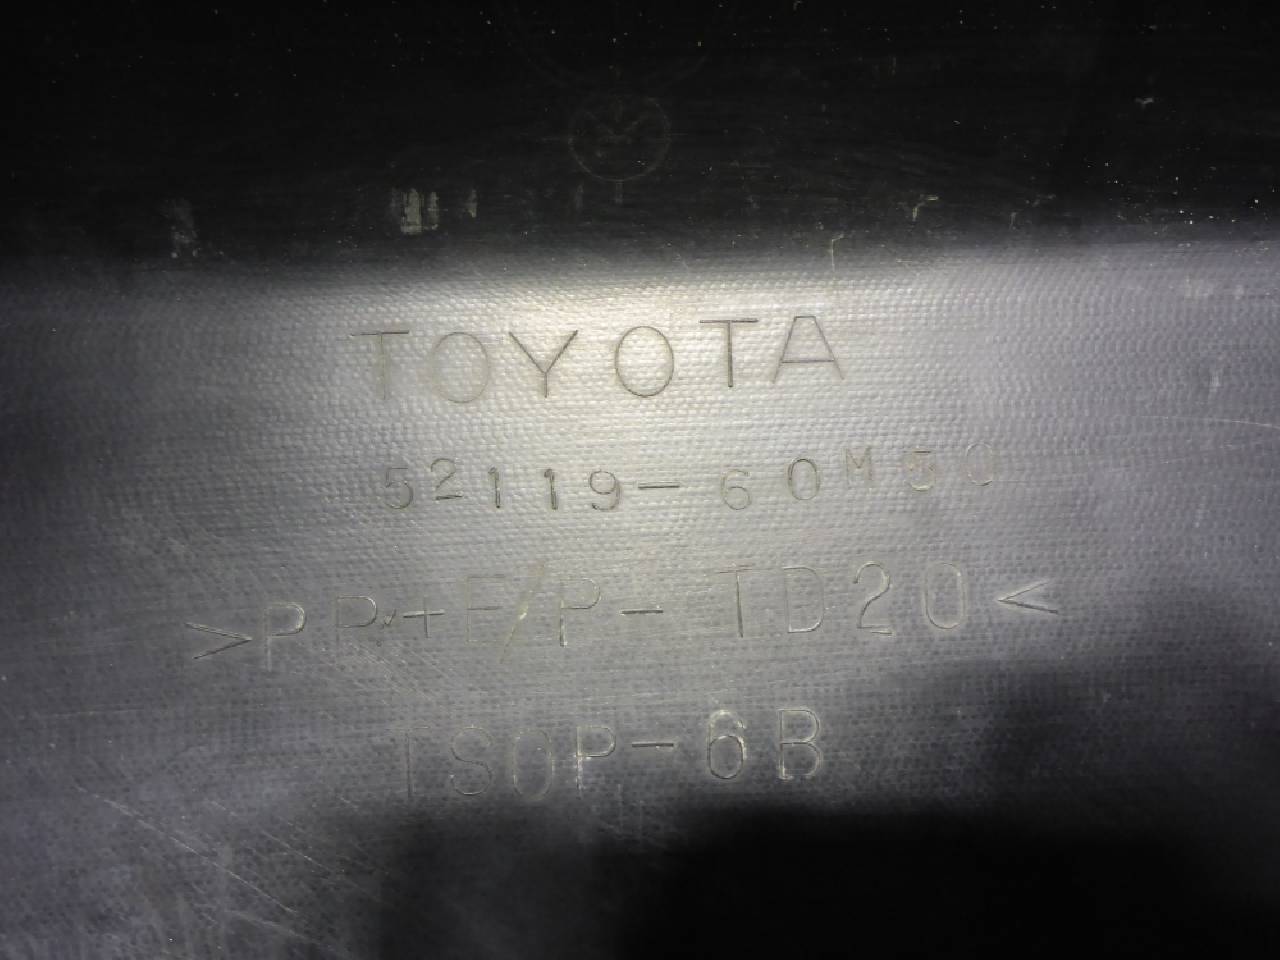 TOYOTA
52119-60M50
>PP+E/P-TD20<
TSOP-6B